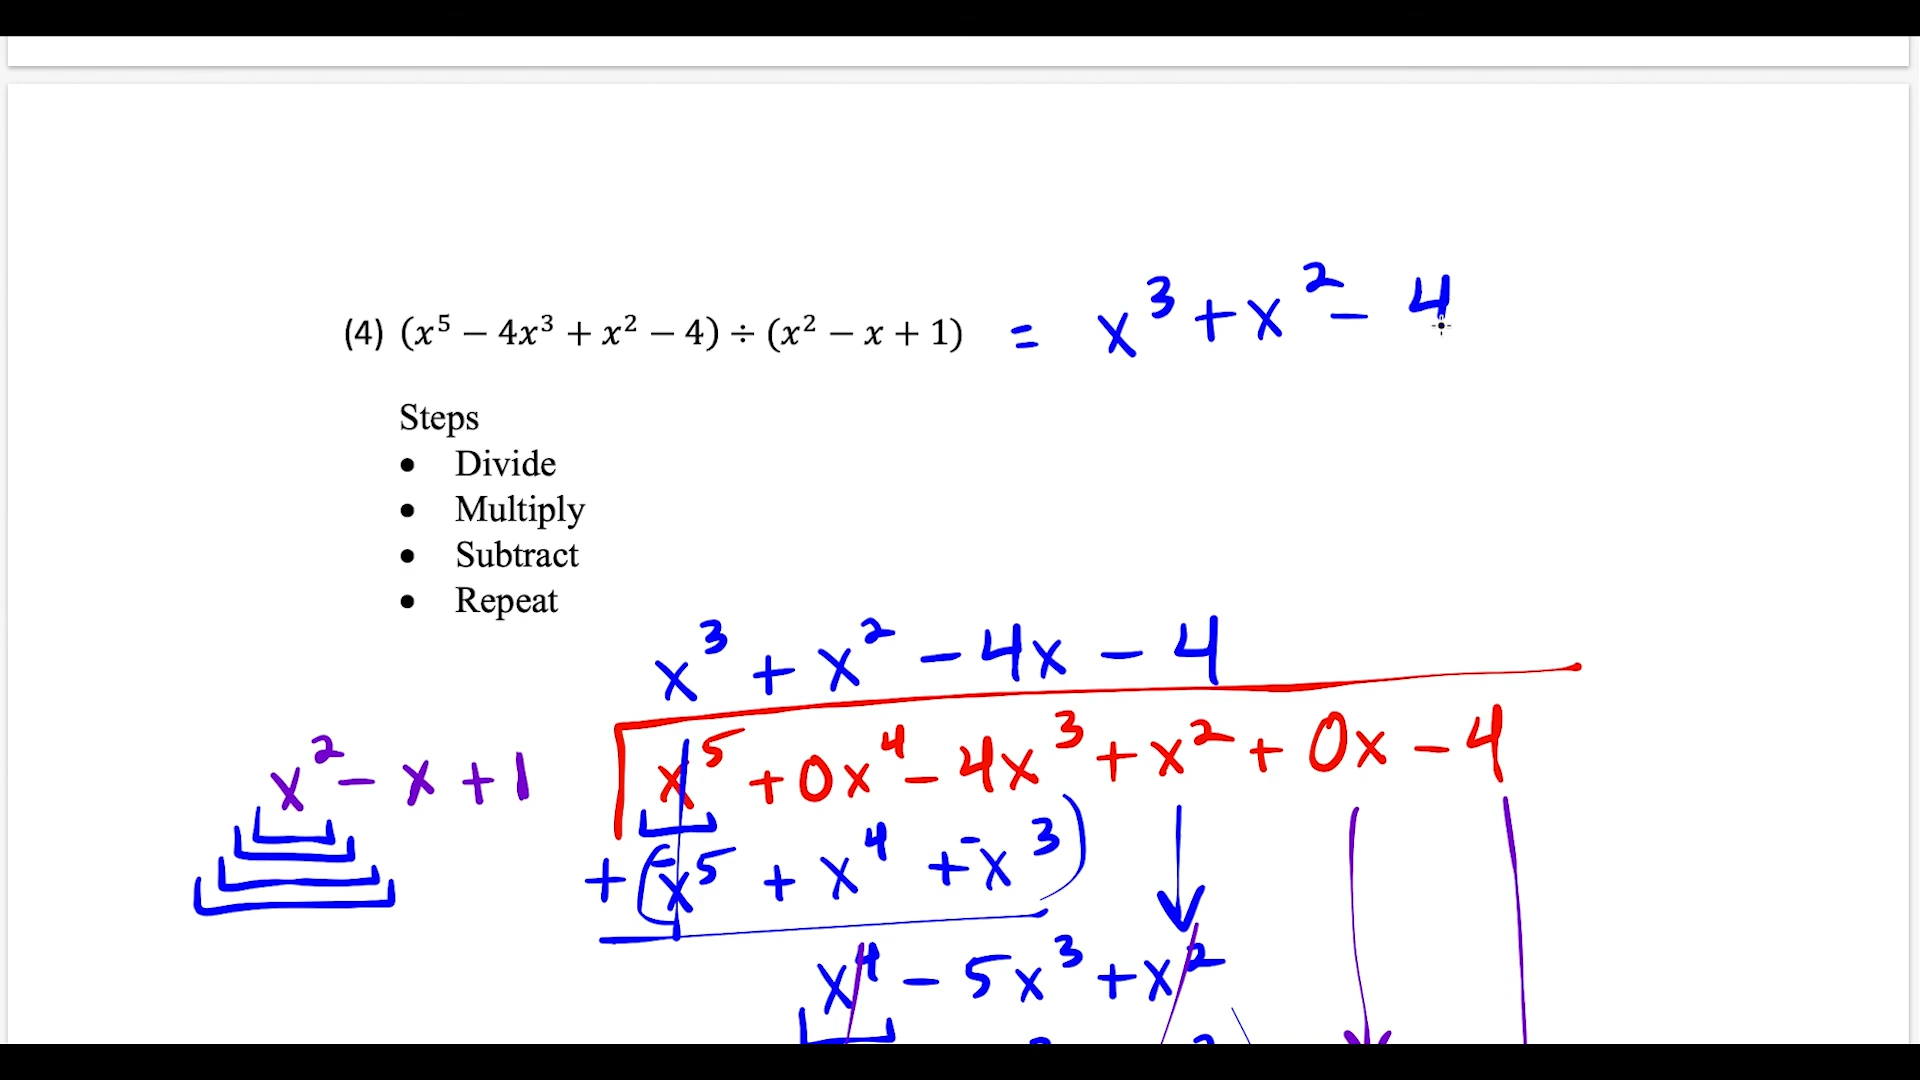 (4) (x⁵ − 4x³ + x² − 4) ÷ (x² − x + 1) = x³ + x² − 4
Steps
• Divide
• Multiply
• Subtract
• Repeat
x³ + x² − 4x − 4
x² − x + 1 x⁵ + 0x⁴ − 4x³ + x² + 0x − 4
+ (−x⁵ + x⁴ + −x³)
x⁴ − 5x³ + x²